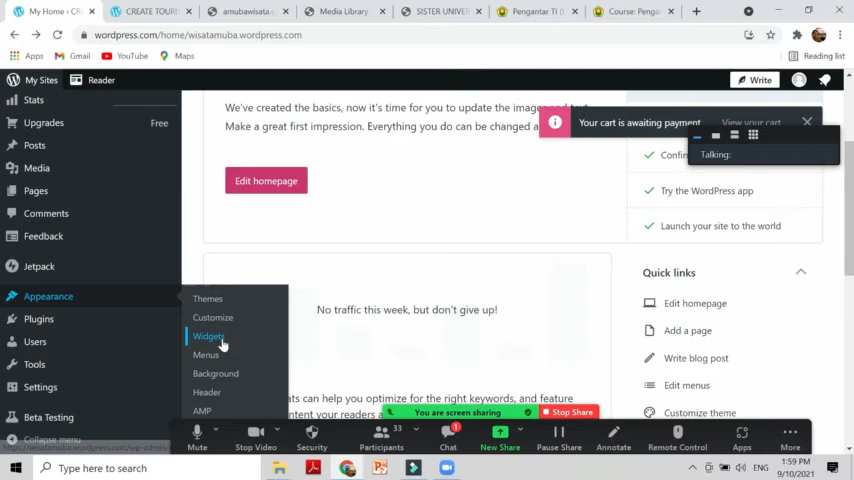 My Home ‹ CR
CREATE TOURI
amubawisata.c
Media Library
SISTER UNIVER
Pengantar TI (I
Course: Penga
wordpress.com/home/wisatamuba.wordpress.com
Apps
Gmail
YouTube
Maps
Reading list
My Sites
Reader
Write
Stats
Upgrades
Free
Posts
Media
Pages
Comments
Feedback
Jetpack
Appearance
Plugins
Users
Tools
Settings
Beta Testing
Collapse menu
Themes
Customize
Widgets
Menus
Background
Header
AMP
We've created the basics, now it's time for you to update the images and text.
Make a great first impression. Everything you do can be changed a
Edit homepage
Your cart is awaiting payment
View your cart
Talking:
Confir
Try the WordPress app
Launch your site to the world
No traffic this week, but don't give up!
ats can help you optimize for the right keywords, and feature
ntent your readers a
Quick links
Edit homepage
Add a page
Write blog post
Edit menus
Customize theme
You are screen sharing
Stop Share
Mute
Stop Video
Security
33
Participants
1
Chat
New Share
Pause Share
Annotate
Remote Control
Apps
More
Type here to search
ENG
1:59 PM
9/10/2021